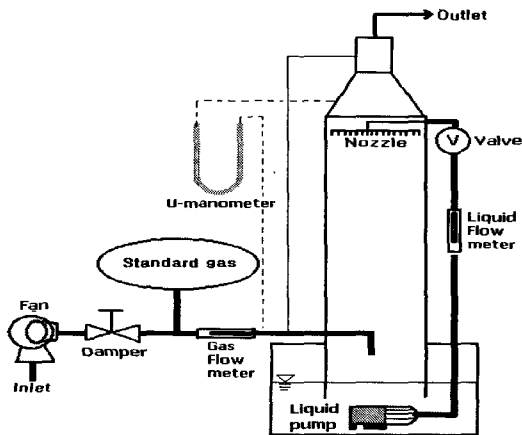 Outlet
Nozzle
V
Valve
U-manometer
Liquid
Flow
meter
Standard gas
Fan
Damper
Gas
Flow
meter
Inlet
Liquid
pump